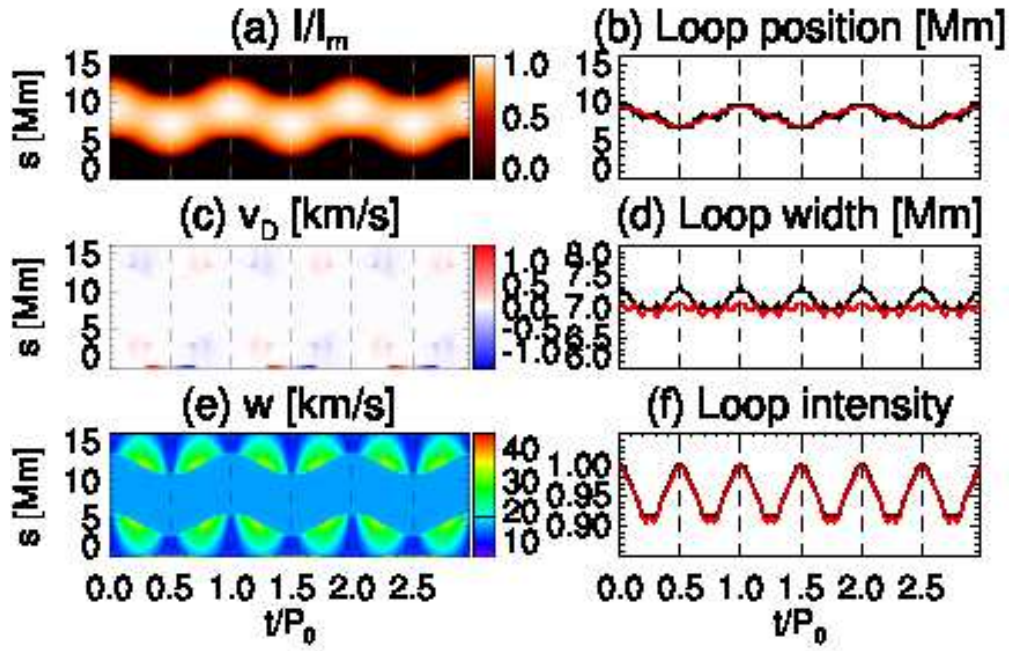 (a) I/Iₘ
(b) Loop position [Mm]
s [Mm]
15
10
5
0
1.0
0.5
0.0
15
10
5
0
(c) v_D [km/s]
(d) Loop width [Mm]
s [Mm]
15
10
5
0
1.0
0.5
0.0
-0.5
-1.0
8.0
7.5
7.0
6.5
6.0
(e) w [km/s]
(f) Loop intensity
s [Mm]
15
10
5
0
40
30
20
10
1.00
0.95
0.90
0.0 0.5 1.0 1.5 2.0 2.5
0.0 0.5 1.0 1.5 2.0 2.5
t/P₀
t/P₀